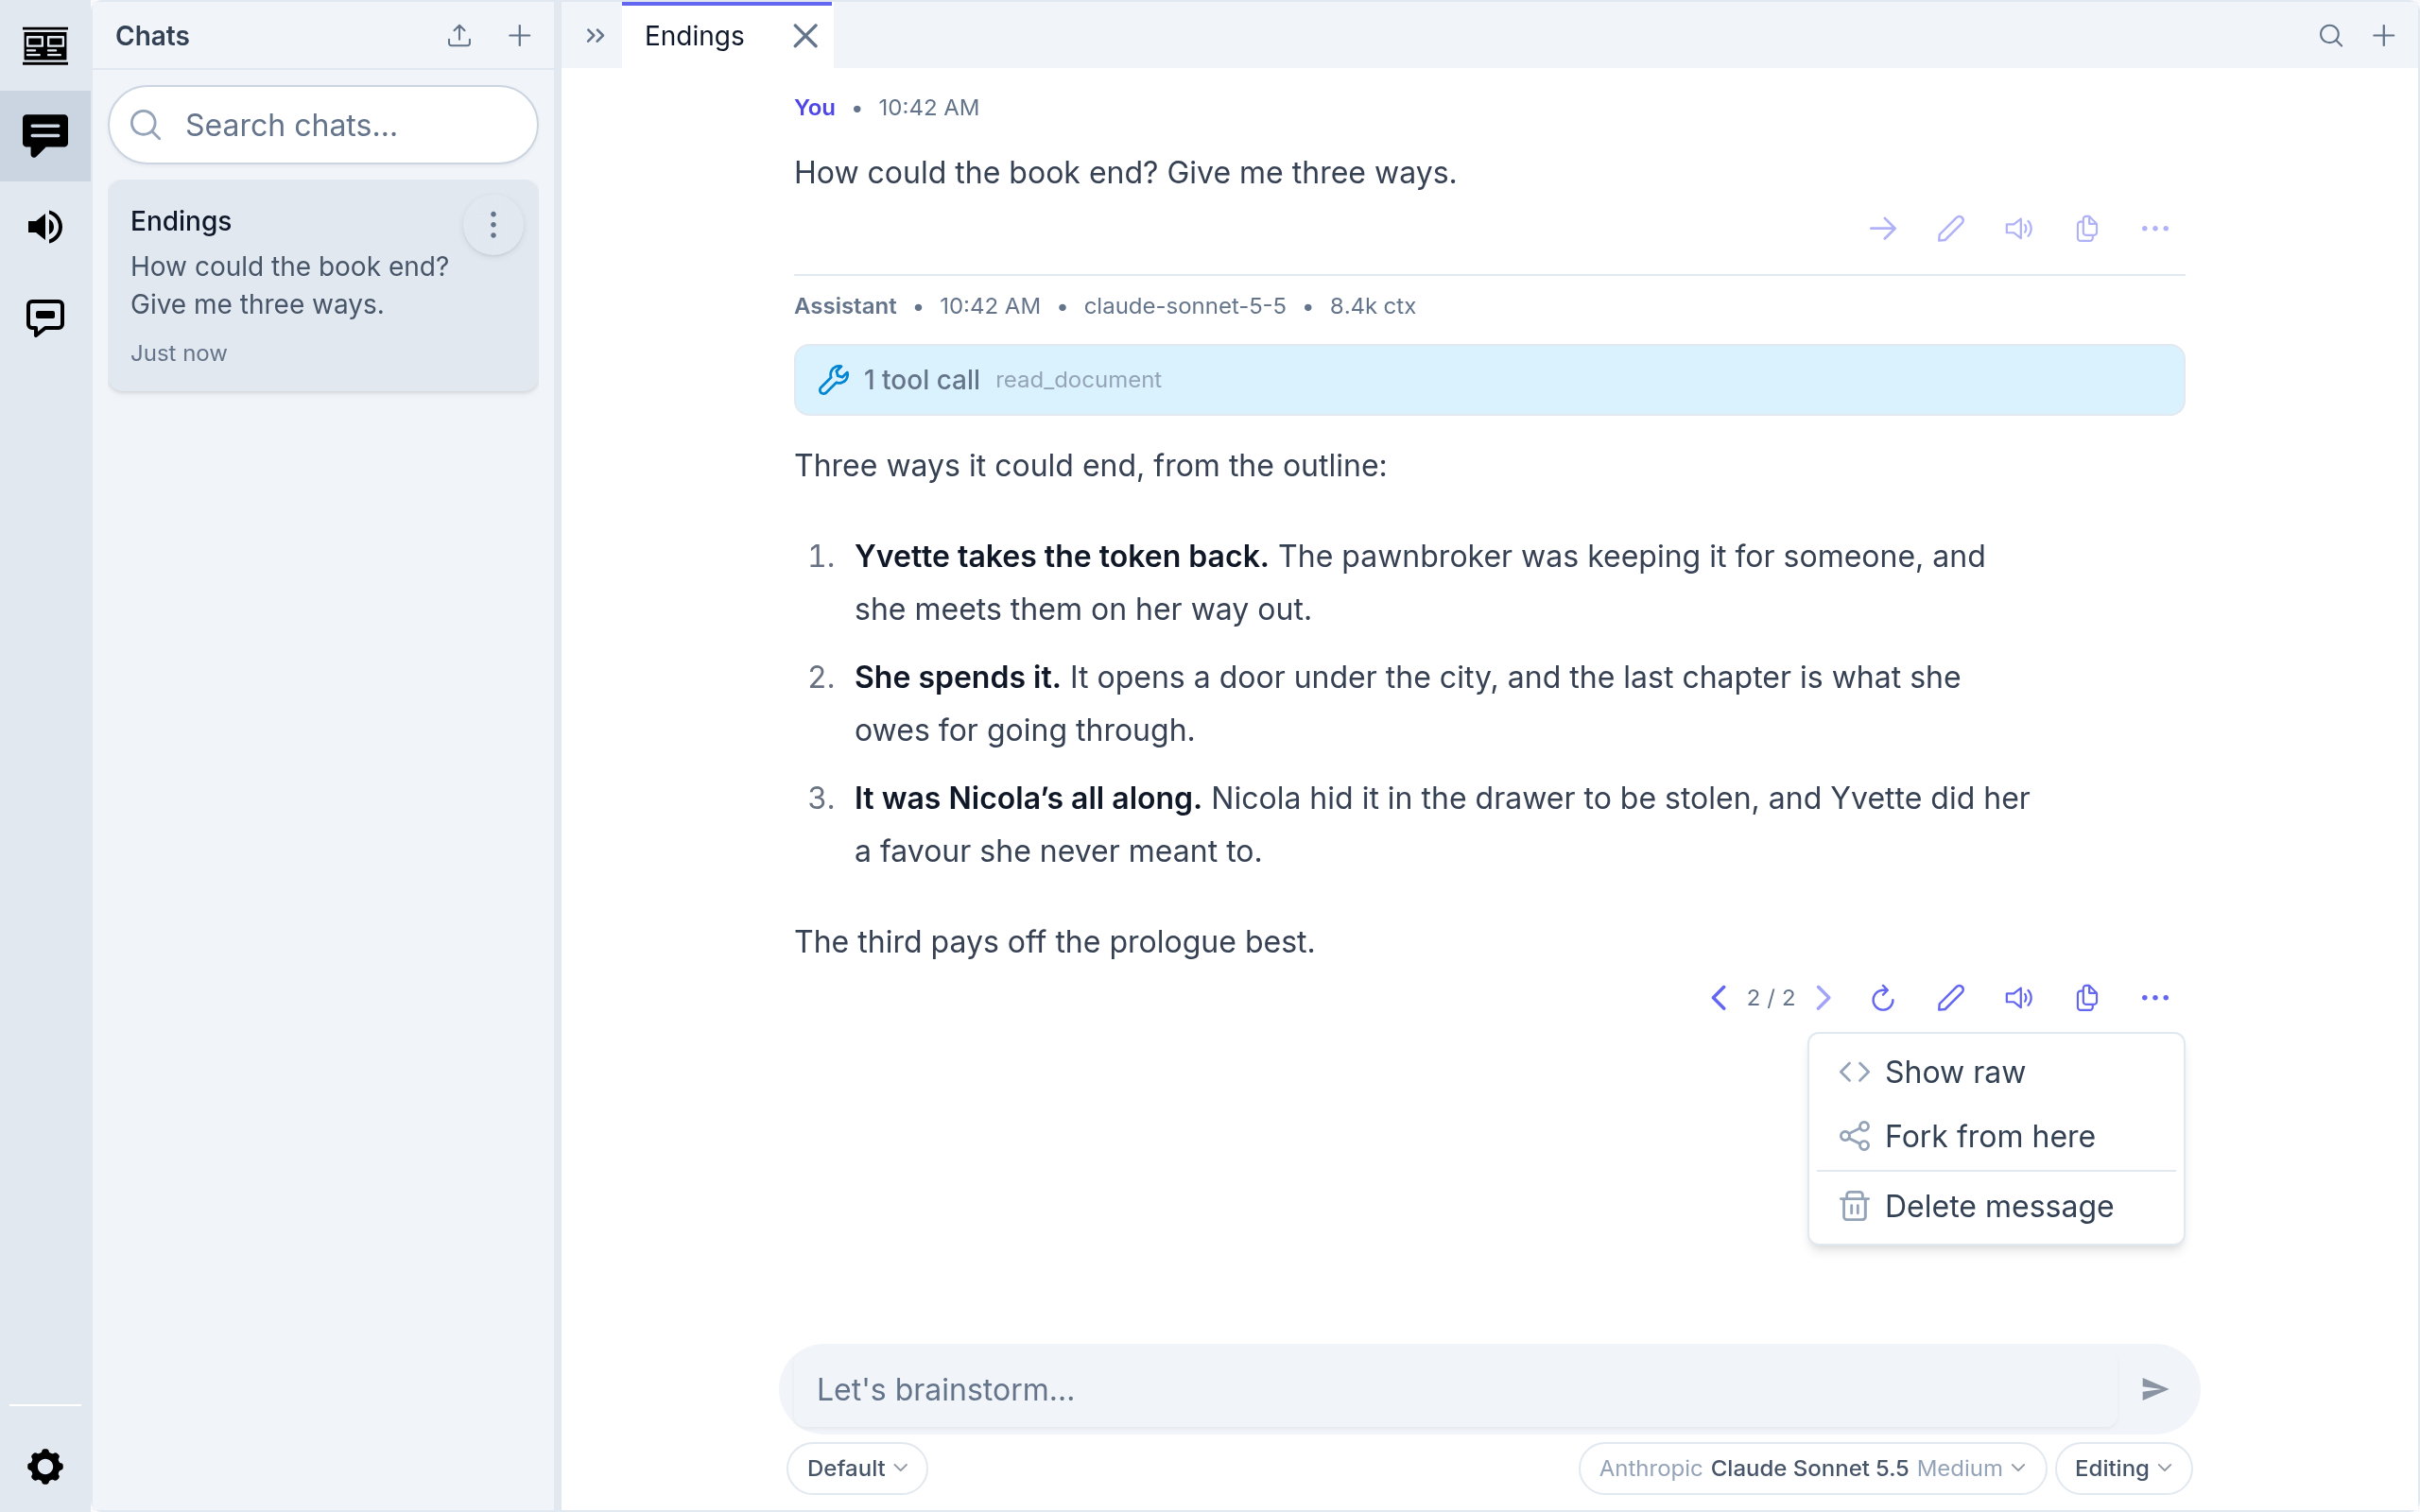 Chats
Search chats...
Endings
How could the book end?
Give me three ways.
Just now
Endings
You • 10:42 AM
How could the book end? Give me three ways.
Assistant • 10:42 AM • claude-sonnet-5-5 • 8.4k ctx
1 tool call read_document
Three ways it could end, from the outline:
1. Yvette takes the token back. The pawnbroker was keeping it for someone, and
she meets them on her way out.
2. She spends it. It opens a door under the city, and the last chapter is what she
owes for going through.
3. It was Nicola’s all along. Nicola hid it in the drawer to be stolen, and Yvette did her
a favour she never meant to.
The third pays off the prologue best.
2 / 2
Show raw
Fork from here
Delete message
Let's brainstorm...
Default
Anthropic Claude Sonnet 5.5 Medium
Editing